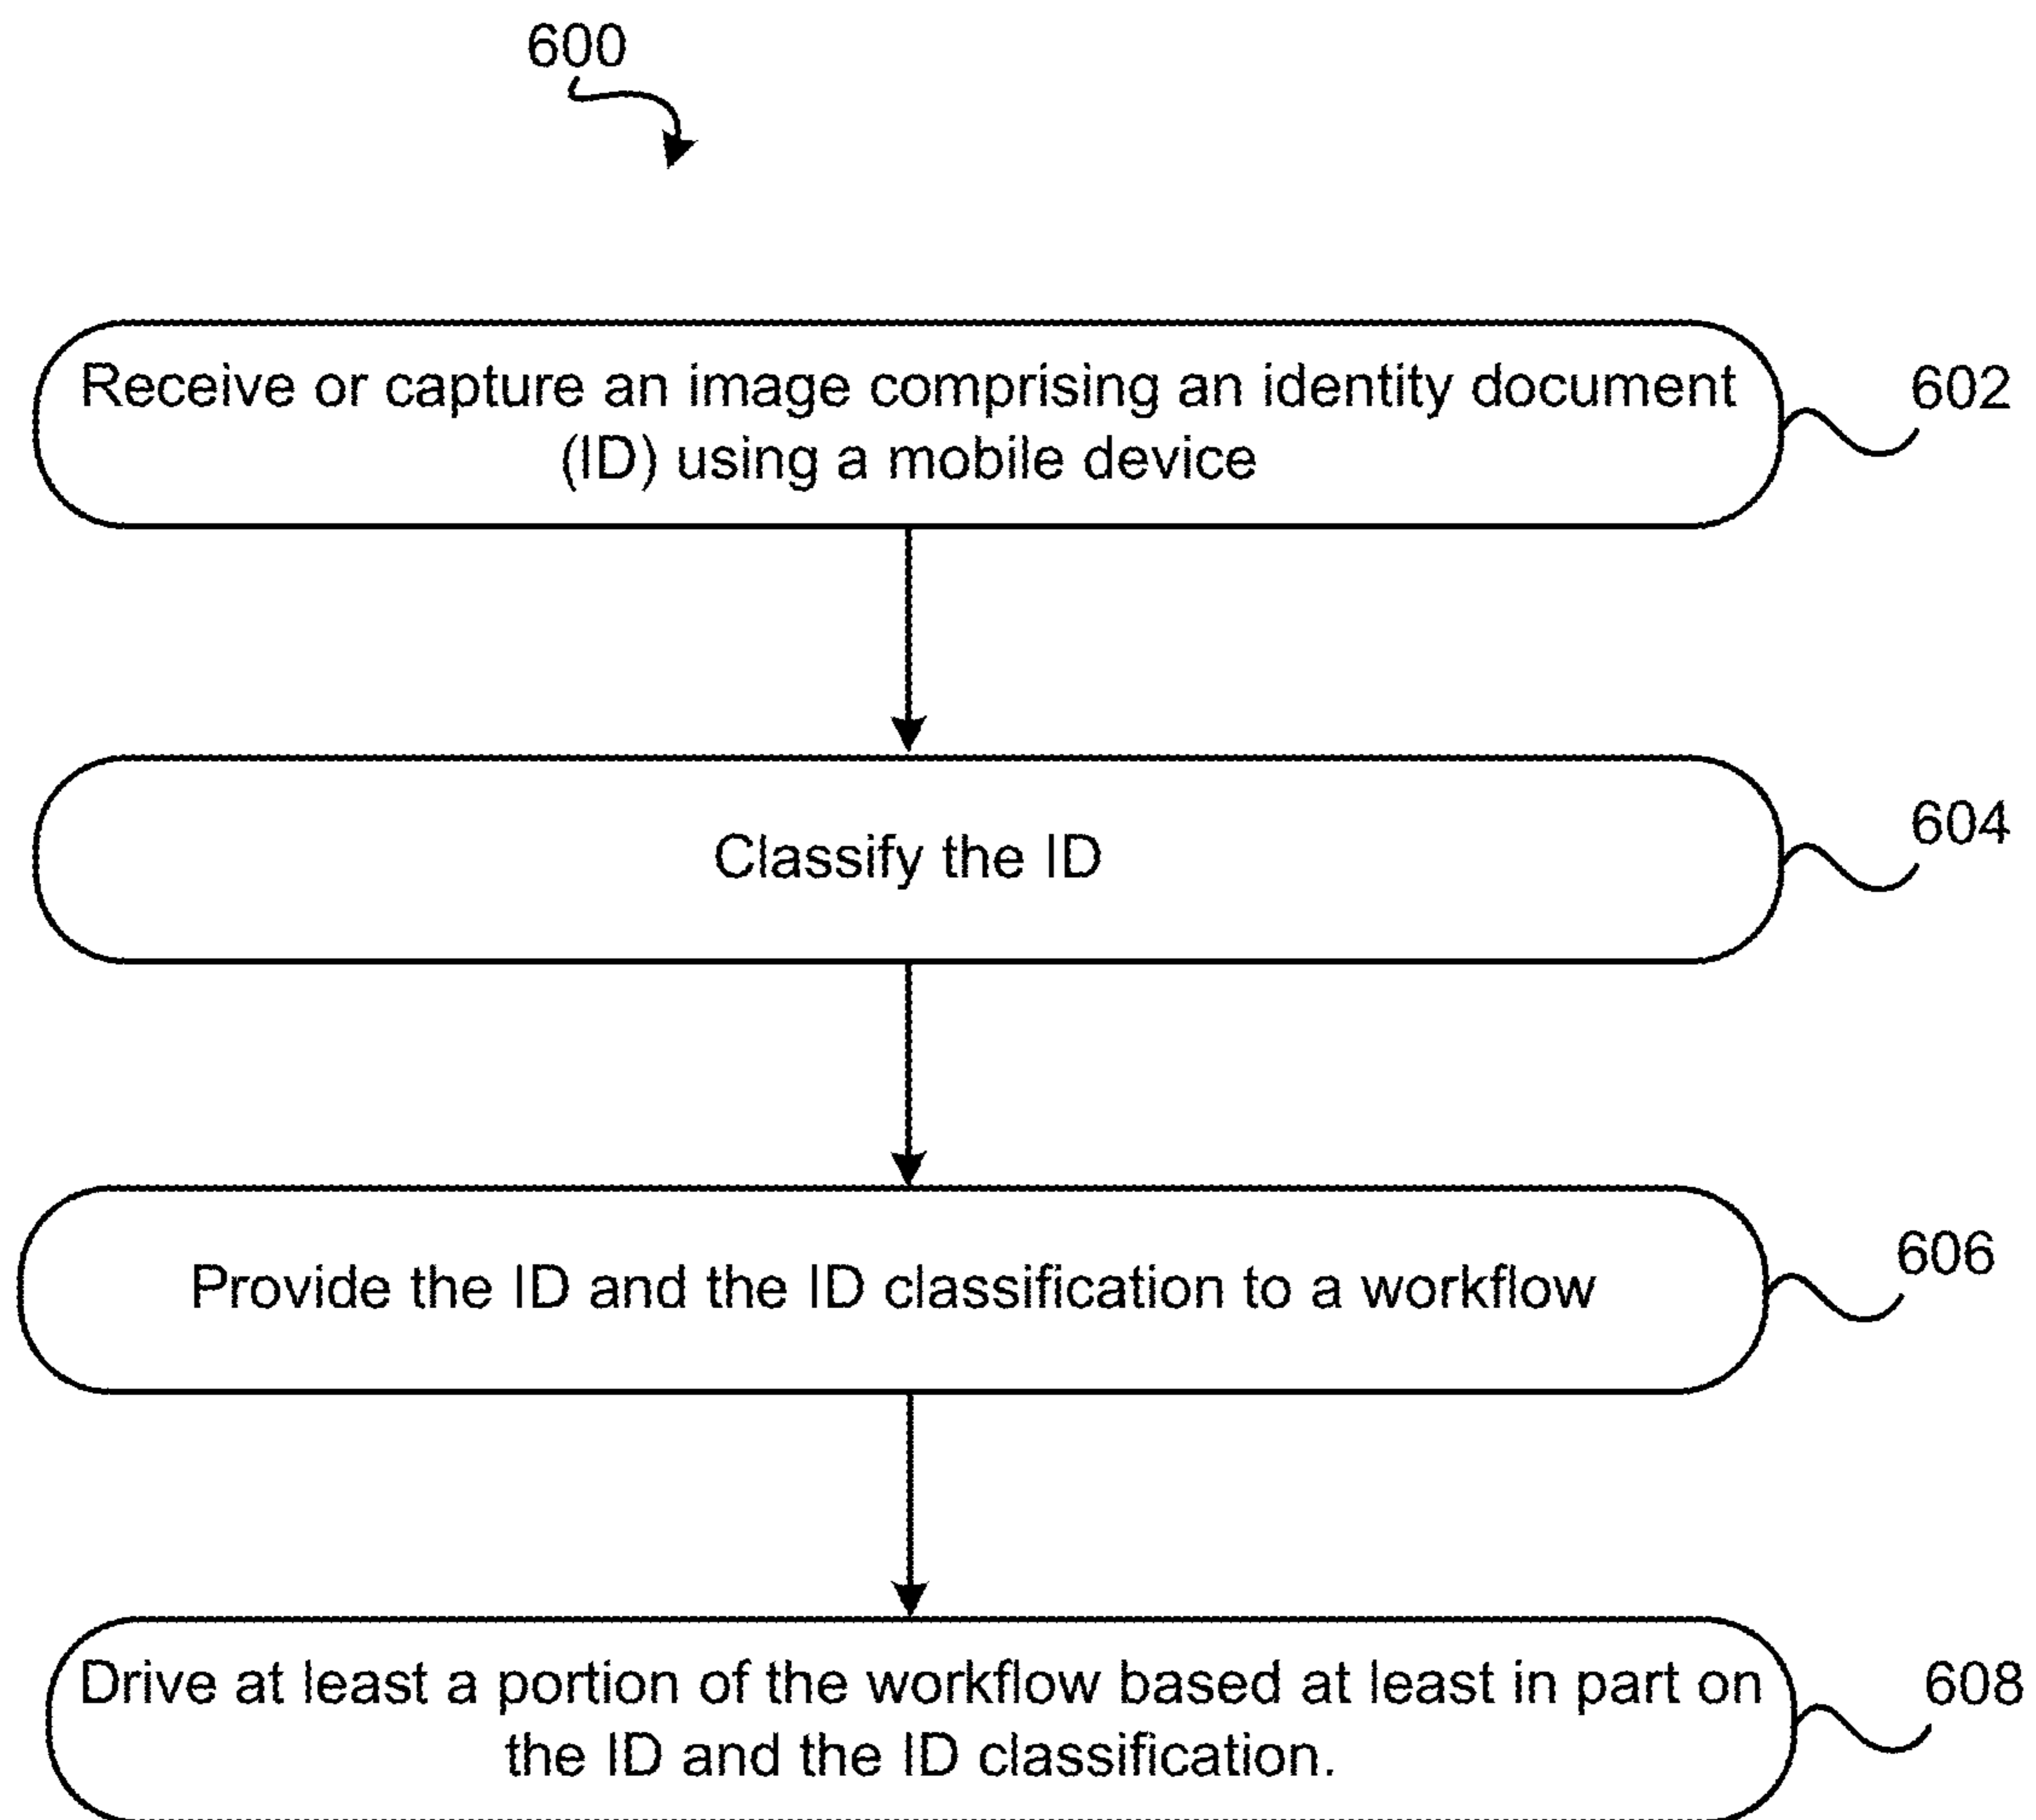 600
Receive or capture an image comprising an identity document
(ID) using a mobile device
602
Classify the ID
604
Provide the ID and the ID classification to a workflow
606
Drive at least a portion of the workflow based at least in part on
the ID and the ID classification.
608